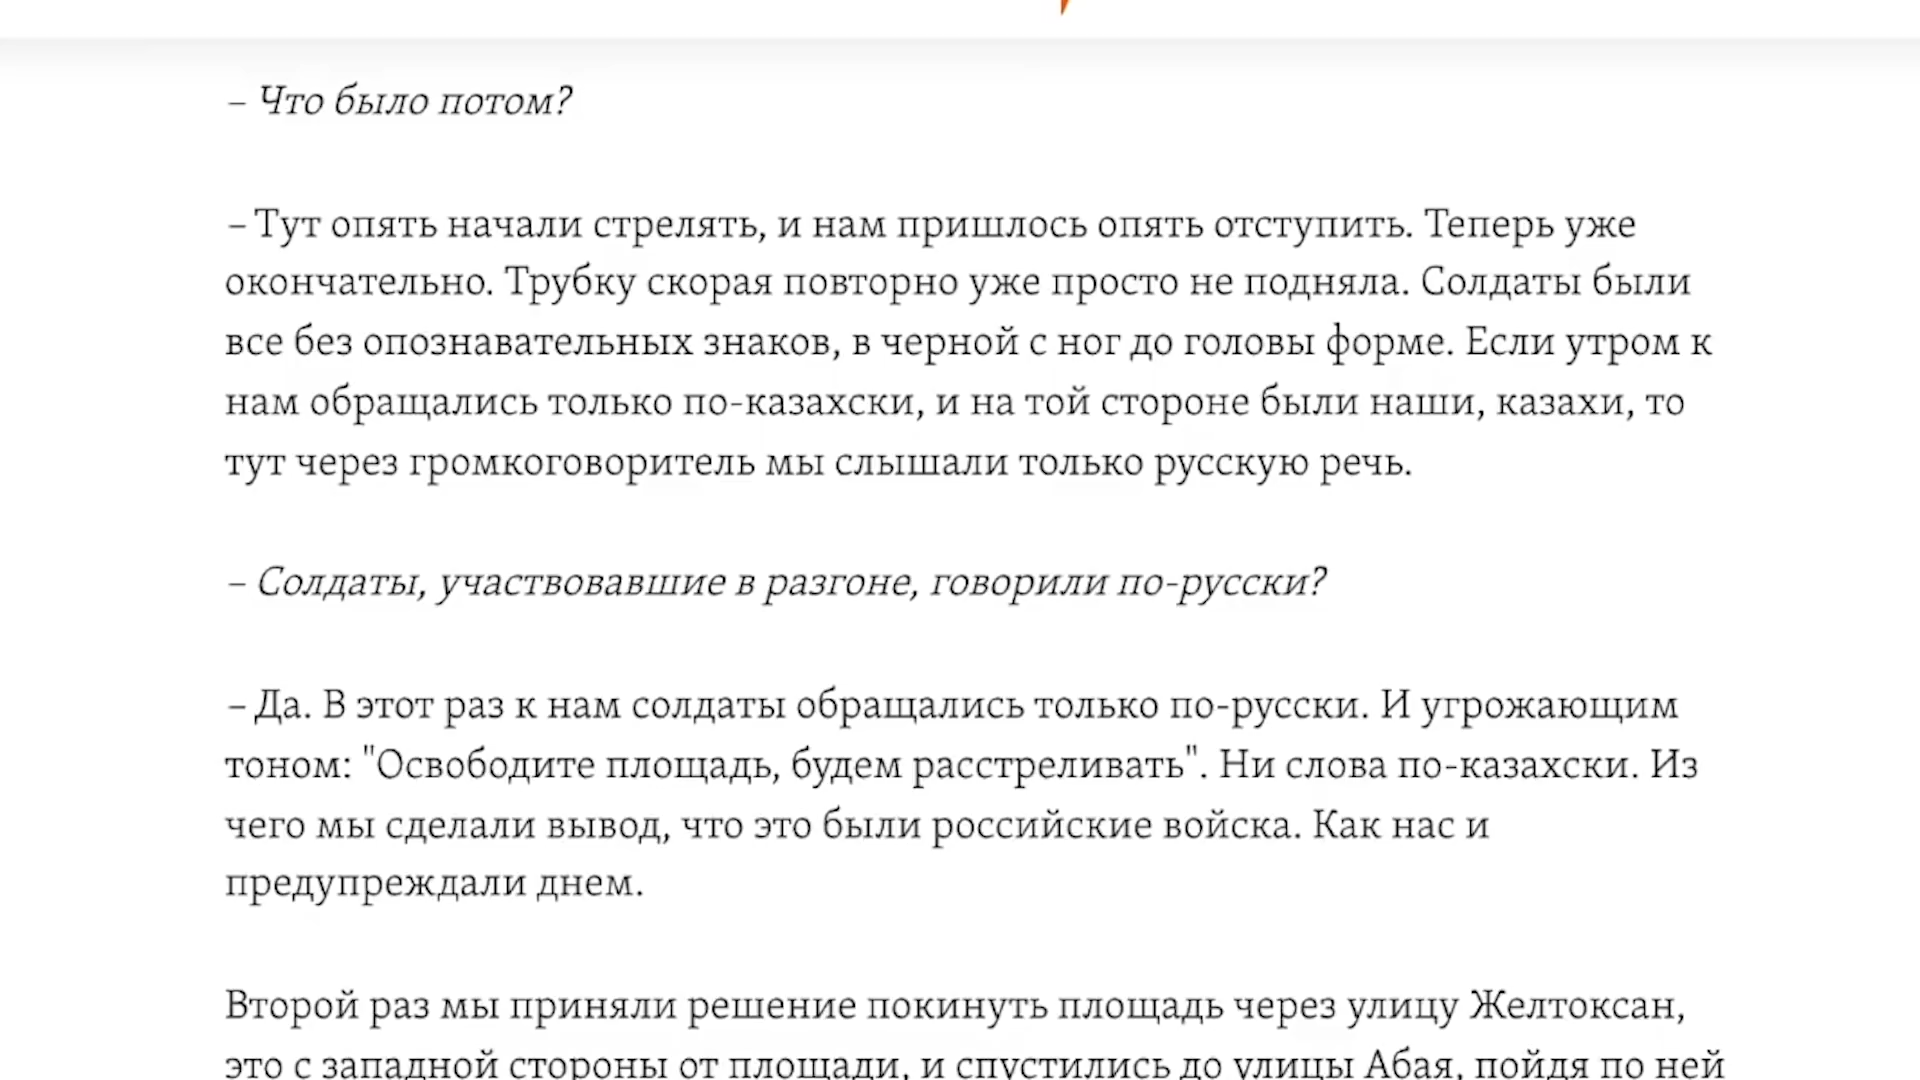 – Что было потом?
– Тут опять начали стрелять, и нам пришлось опять отступить. Теперь уже
окончательно. Трубку скорая повторно уже просто не подняла. Солдаты были
все без опознавательных знаков, в черной с ног до головы форме. Если утром к
нам обращались только по-казахски, и на той стороне были наши, казахи, то
тут через громкоговоритель мы слышали только русскую речь.
– Солдаты, участвовавшие в разгоне, говорили по-русски?
– Да. В этот раз к нам солдаты обращались только по-русски. И угрожающим
тоном: "Освободите площадь, будем расстреливать". Ни слова по-казахски. Из
чего мы сделали вывод, что это были российские войска. Как нас и
предупреждали днем.
Второй раз мы приняли решение покинуть площадь через улицу Желтоксан,
это с западной стороны от площади, и спустились до улицы Абая, пойдя по ней